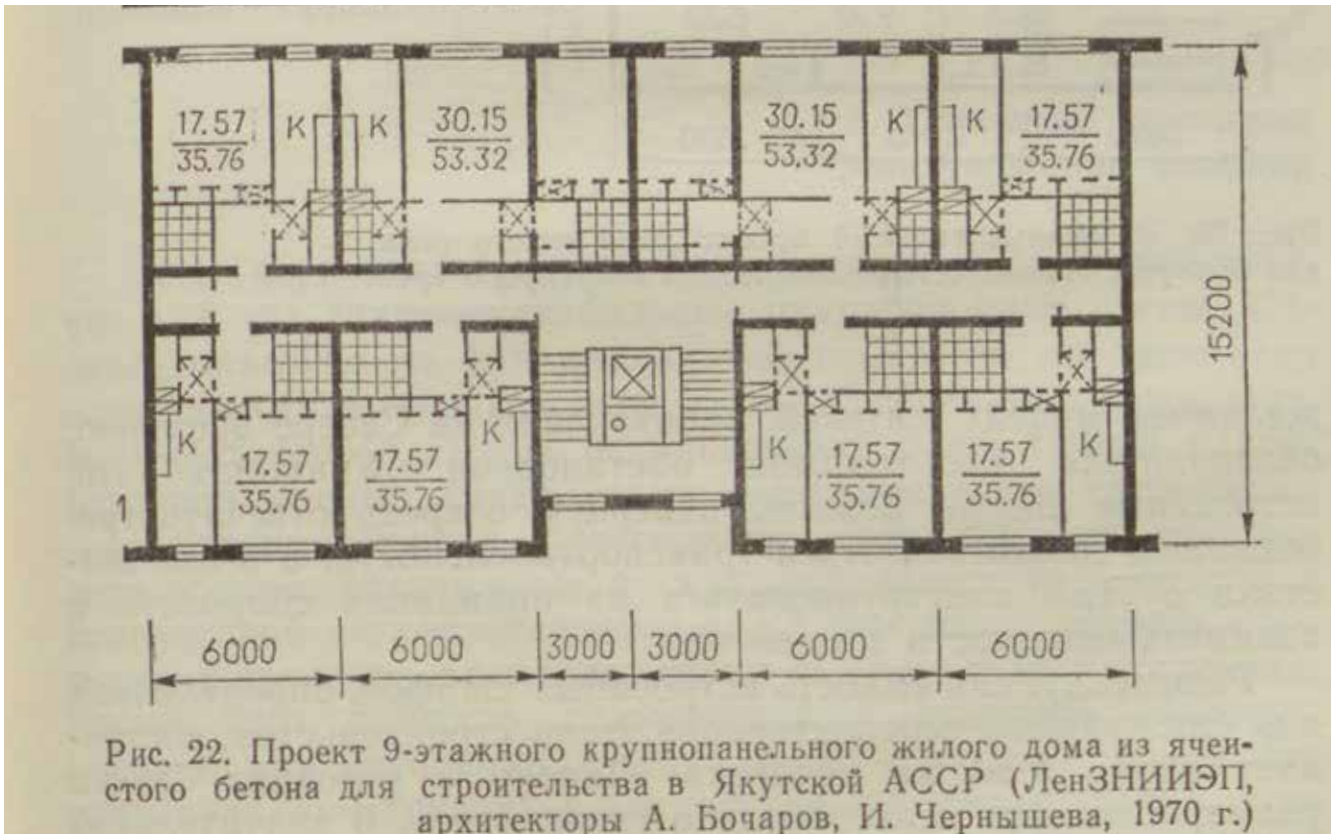 17.57
35.76
К
К
30.15
53.32
30.15
53.32
К
К
17.57
35.76
15200
К
17.57
35.76
17.57
35.76
К
К
17.57
35.76
17.57
35.76
К
1
6000
6000
3000
3000
6000
6000
Рис. 22. Проект 9-этажного крупнопанельного жилого дома из ячеи-
стого бетона для строительства в Якутской АССР (ЛенЗНИИЭП,
архитекторы А. Бочаров, И. Чернышева, 1970 г.)